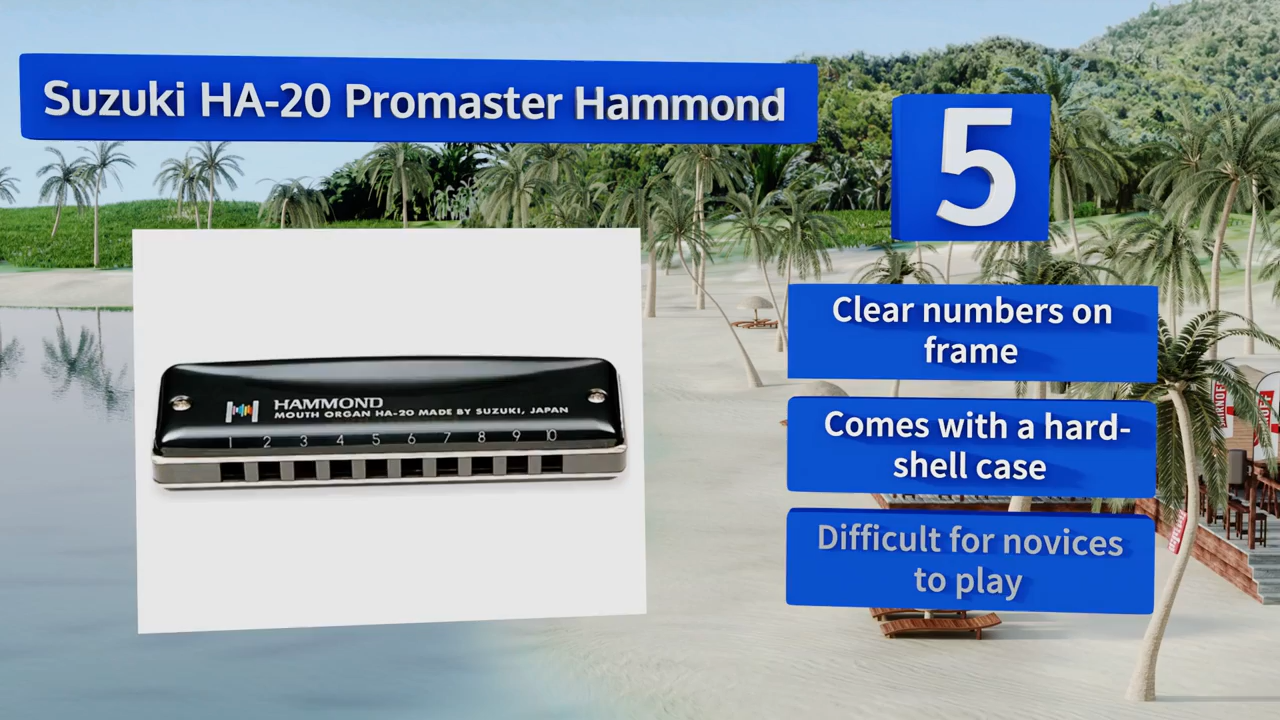 Suzuki HA-20 Promaster Hammond
5
Clear numbers on
frame
Comes with a hard-
shell case
Difficult for novices
to play
HAMMOND
MOUTH ORGAN HA-20 MADE BY SUZUKI, JAPAN
1 2 3 4 5 6 7 8 9 10